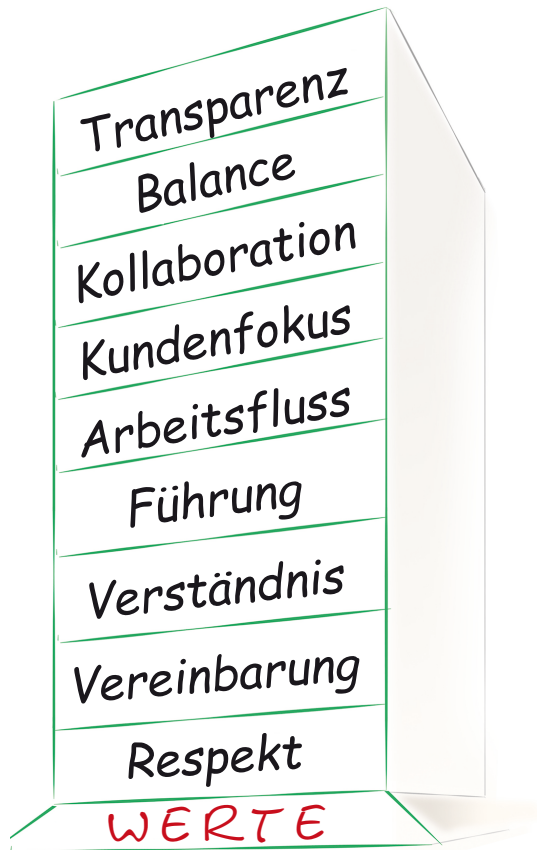 Transparenz
Balance
Kollaboration
Kundenfokus
Arbeitsfluss
Führung
Verständnis
Vereinbarung
Respekt
WERTE